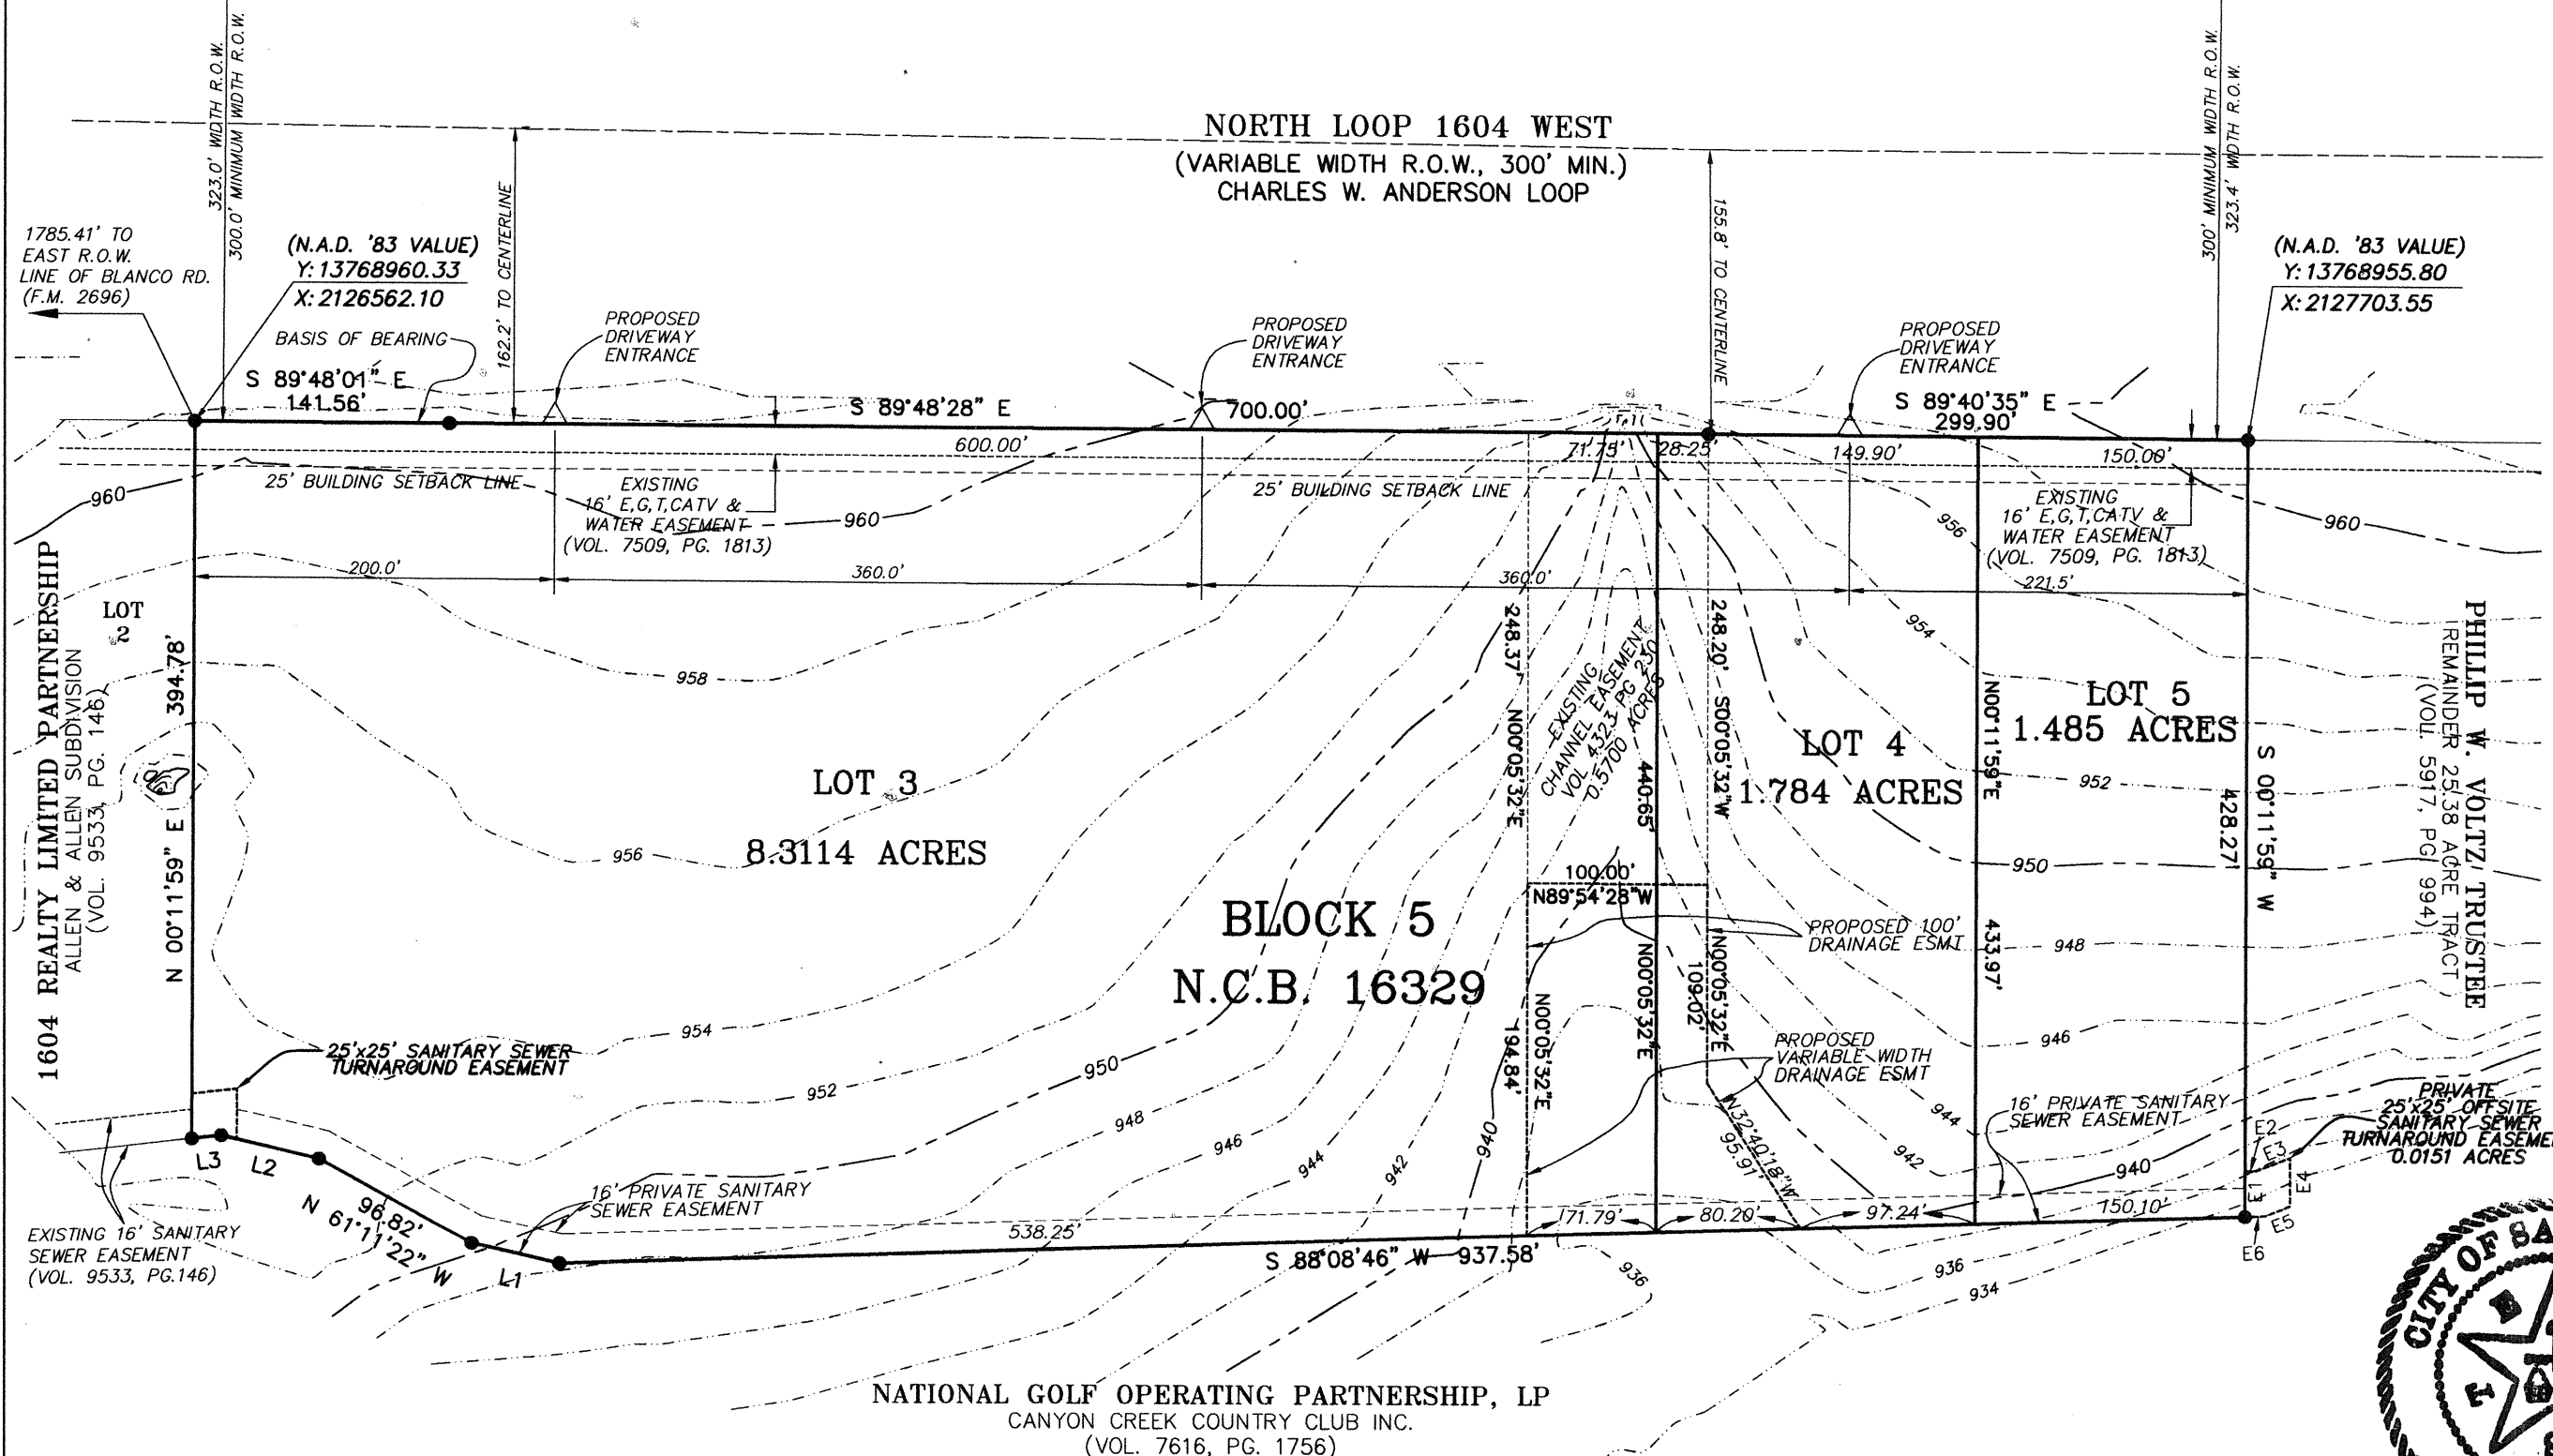 323.0' WIDTH R.O.W.
300.0' MINIMUM WIDTH R.O.W.
NORTH LOOP 1604 WEST
(VARIABLE WIDTH R.O.W., 300' MIN.)
CHARLES W. ANDERSON LOOP
300' MINIMUM WIDTH R.O.W.
323.4' WIDTH R.O.W.
1785.41' TO
EAST R.O.W.
LINE OF BLANCO RD.
(F.M. 2696)
(N.A.D. '83 VALUE)
Y: 13768960.33
X: 2126562.10
BASIS OF BEARING
162.2' TO CENTERLINE
155.8' TO CENTERLINE
(N.A.D. '83 VALUE)
Y: 13768955.80
X: 2127703.55
PROPOSED
DRIVEWAY
ENTRANCE
PROPOSED
DRIVEWAY
ENTRANCE
PROPOSED
DRIVEWAY
ENTRANCE
S 89°48'01" E
141.56'
S 89°48'28" E
700.00'
S 89°40'35" E
299.90'
600.00'
71.75'
28.25'
149.90'
150.00'
960
25' BUILDING SETBACK LINE
EXISTING
16' E,G,T,CATV &
WATER EASEMENT
(VOL. 7509, PG. 1813)
960
25' BUILDING SETBACK LINE
956
EXISTING
16' E,G,T,CATV &
WATER EASEMENT
(VOL. 7509, PG. 1813)
960
200.0'
360.0'
360.0'
221.5'
1604 REALTY LIMITED PARTNERSHIP
LOT
2
ALLEN & ALLEN SUBDIVISION
(VOL. 9533, PG. 146)
N 00°11'59" E
394.78'
958
956
954
952
950
948
946
944
942
940
LOT 3
8.3114 ACRES
BLOCK 5
N.C.B. 16329
248.37'
N00°05'32"E
EXISTING
CHANNEL EASEMENT
VOL 4323 PG 230
0.5700 ACRES
440.65'
N00°05'32"E
248.20'
S00°05'32"W
954
LOT 4
1.784 ACRES
N00°11'59"E
433.97'
LOT 5
1.485 ACRES
952
950
948
946
S 00°11'59" W
428.27'
PHILIP W. VOLTZ TRUSTEE
REMAINDER 25.38 ACRE TRACT
(VOL. 5917, PG 994)
100.00'
N89°54'28"W
PROPOSED 100'
DRAINAGE ESMT
N00°05'32"E
194.84'
N00°05'32"E
109.02'
PROPOSED
VARIABLE WIDTH
DRAINAGE ESMT
N32°40'18"W
95.91'
944
942
940
16' PRIVATE SANITARY
SEWER EASEMENT
PRIVATE
25'x25' OFFSITE
SANITARY SEWER
TURNAROUND EASEME
0.0151 ACRES
E1
E2
E3
E4
E5
E6
25'x25' SANITARY SEWER
TURNAROUND EASEMENT
L3
L2
96.82'
N 61°11'22" W
L1
16' PRIVATE SANITARY
SEWER EASEMENT
EXISTING 16' SANITARY
SEWER EASEMENT
(VOL. 9533, PG.146)
538.25'
71.79'
80.20'
97.24'
150.10'
S 88°08'46" W
937.58'
936
936
934
NATIONAL GOLF OPERATING PARTNERSHIP, LP
CANYON CREEK COUNTRY CLUB INC.
(VOL. 7616, PG. 1756)
CITY OF SA
T E